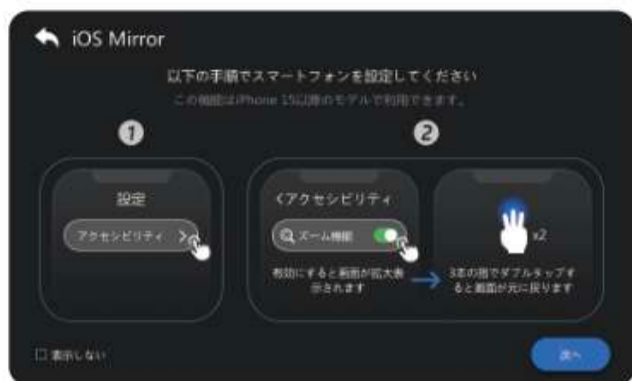 iOS Mirror
以下の手順でスマートフォンを設定してください
この機能はiPhone 15以降のモデルで利用できます。
1
2
設定
アクセシビリティ
アクセシビリティ
ズーム機能
有効にすると画面が拡大表
示されます
x2
3本の指でダブルタップす
ると画面が元に戻ります
表示しない
次へ